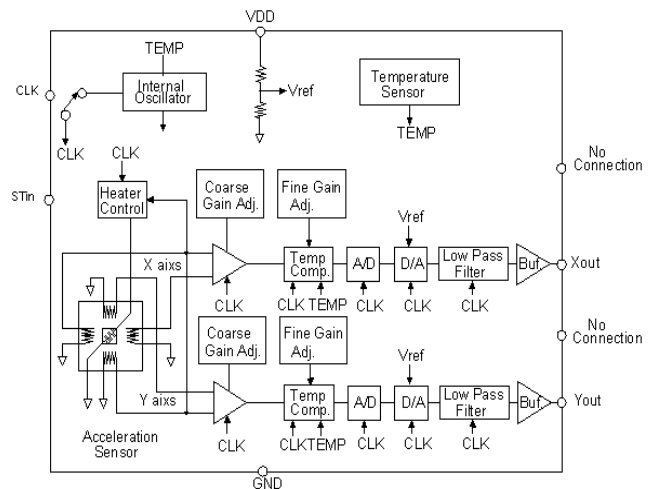 VDD
TEMP
Internal
Oscillator
CLK
CLK
Vref
Temperature
Sensor
TEMP
No
Connection
CLK
STin
Heater
Control
Coarse
Gain Adj.
Fine Gain
Adj.
Vref
X aixs
Temp
Comp.
A/D
D/A
Low Pass
Filter
Buf.
Xout
CLK
CLK
TEMP
CLK
CLK
CLK
Coarse
Gain Adj.
Fine Gain
Adj.
No
Connection
Vref
Y aixs
Temp
Comp.
A/D
D/A
Low Pass
Filter
Buf.
Yout
CLK
CLK
TEMP
CLK
CLK
CLK
Acceleration
Sensor
GND